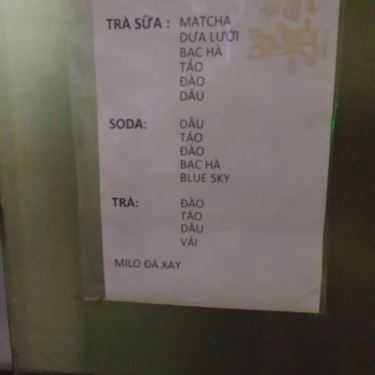 TRÀ SỮA : MATCHA
DƯA LƯỚI
BẠC HÀ
TÁO
ĐÀO
DÂU
SODA: DÂU
TÁO
ĐÀO
BẠC HÀ
BLUE SKY
TRÀ: ĐÀO
TÁO
DÂU
VẢI
MILO ĐÁ XAY